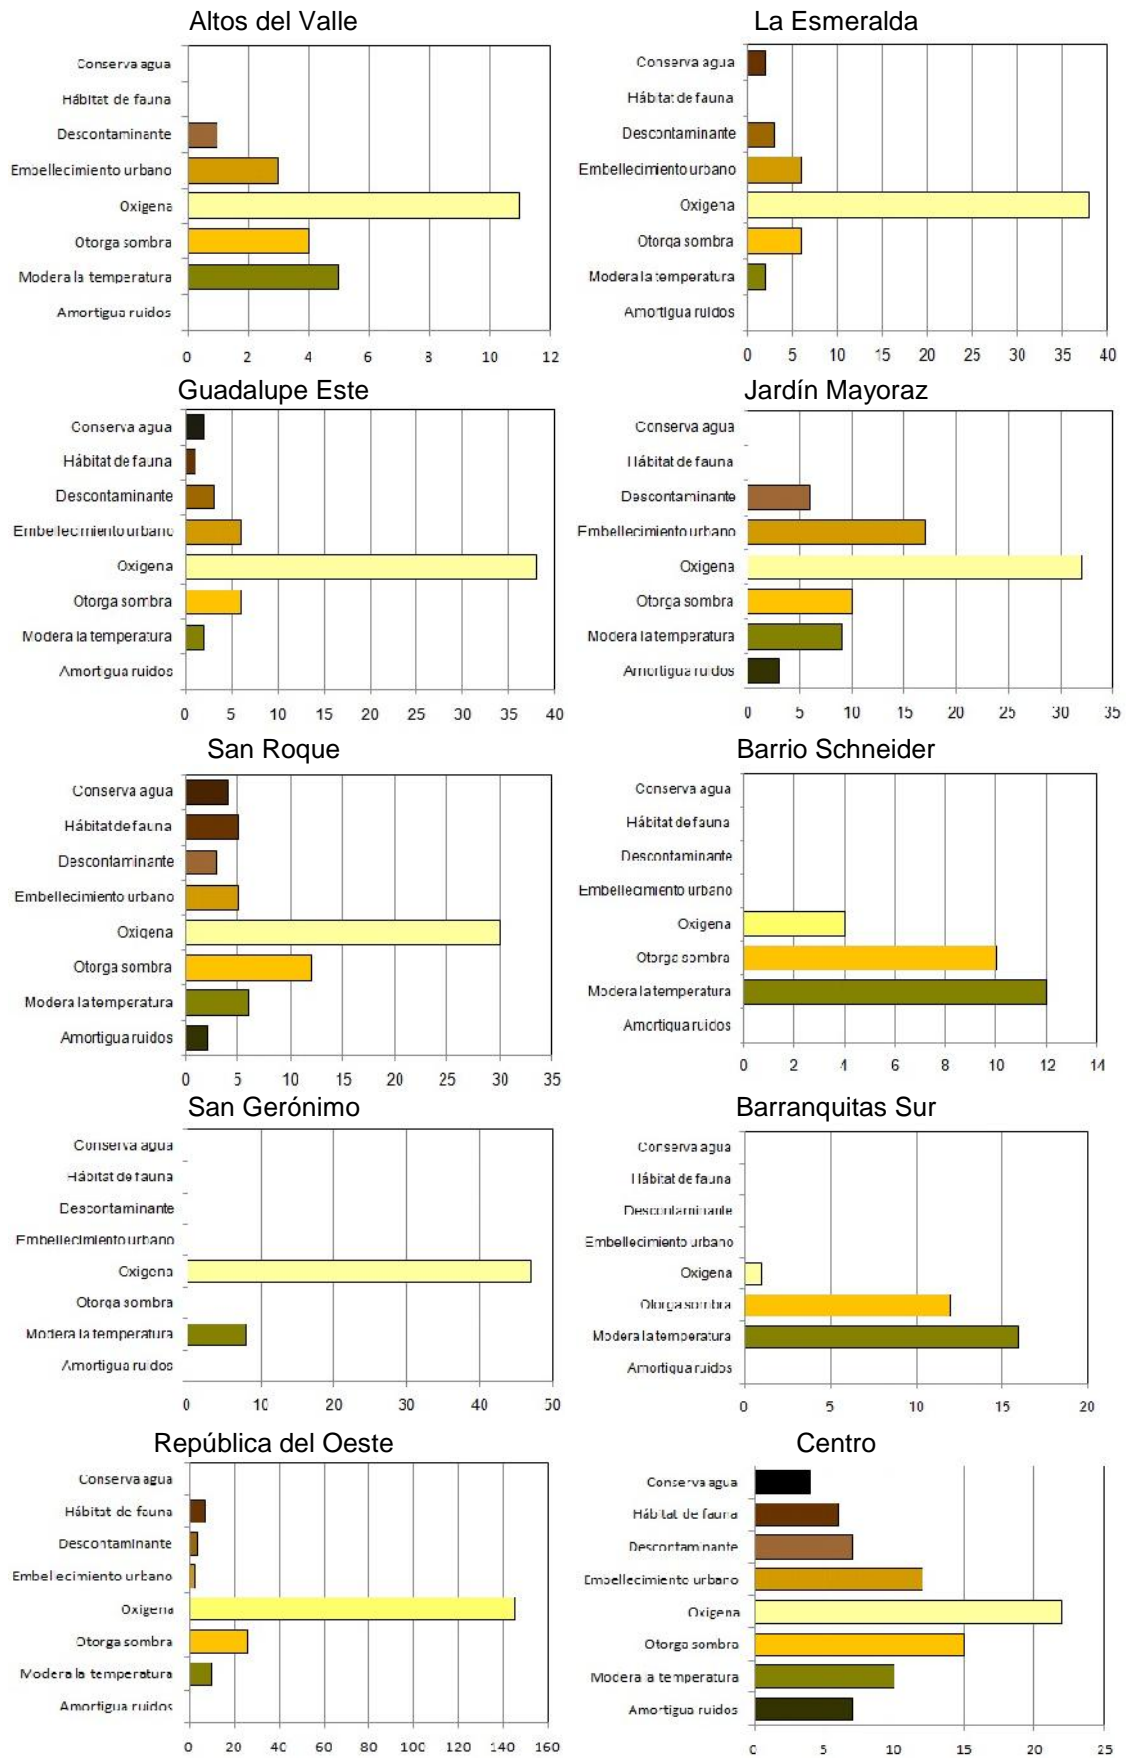 Altos del Valle
Conserva agua
Hábitat de fauna
Descontaminante
Embellecimiento urbano
Oxigena
Otorga sombra
Modera la temperatura
Amortigua ruidos
0 2 4 6 8 10 12
La Esmeralda
Conserva agua
Hábitat de fauna
Descontaminante
Embellecimiento urbano
Oxigena
Otorga sombra
Modera la temperatura
Amortigua ruidos
0 5 10 15 20 25 30 35 40
Guadalupe Este
Conserva agua
Hábitat de fauna
Descontaminante
Embellecimiento urbano
Oxigena
Otorga sombra
Modera la temperatura
Amortigua ruidos
0 5 10 15 20 25 30 35 40
Jardín Mayoraz
Conserva agua
Hábitat de fauna
Descontaminante
Embellecimiento urbano
Oxigena
Otorga sombra
Modera la temperatura
Amortigua ruidos
0 5 10 15 20 25 30 35
San Roque
Conserva agua
Hábitat de fauna
Descontaminante
Embellecimiento urbano
Oxigena
Otorga sombra
Modera la temperatura
Amortigua ruidos
0 5 10 15 20 25 30 35
Barrio Schneider
Conserva agua
Hábitat de fauna
Descontaminante
Embellecimiento urbano
Oxigena
Otorga sombra
Modera la temperatura
Amortigua ruidos
0 2 4 6 8 10 12 14
San Gerónimo
Conserva agua
Hábitat de fauna
Descontaminante
Embellecimiento urbano
Oxigena
Otorga sombra
Modera la temperatura
Amortigua ruidos
0 10 20 30 40 50
Barranquitas Sur
Conserva agua
Hábitat de fauna
Descontaminante
Embellecimiento urbano
Oxigena
Otorga sombra
Modera la temperatura
Amortigua ruidos
0 5 10 15 20
República del Oeste
Conserva agua
Hábitat de fauna
Descontaminante
Embellecimiento urbano
Oxigena
Otorga sombra
Modera la temperatura
Amortigua ruidos
0 20 40 60 80 100 120 140 160
Centro
Conserva agua
Hábitat de fauna
Descontaminante
Embellecimiento urbano
Oxigena
Otorga sombra
Modera la temperatura
Amortigua ruidos
0 5 10 15 20 25